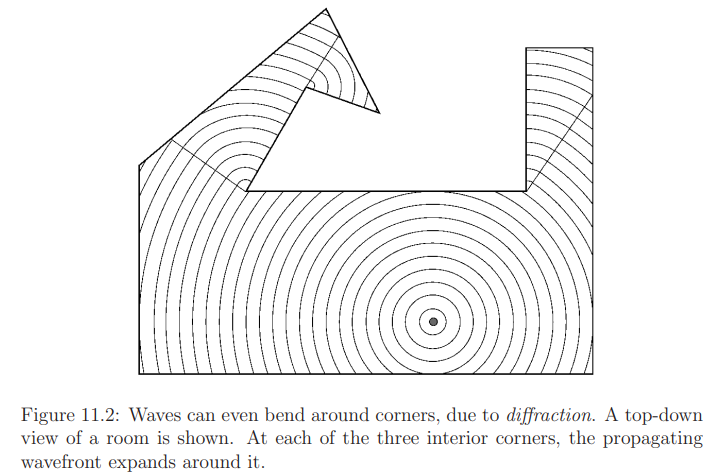 Figure 11.2: Waves can even bend around corners, due to diffraction. A top-down
view of a room is shown. At each of the three interior corners, the propagating
wavefront expands around it.